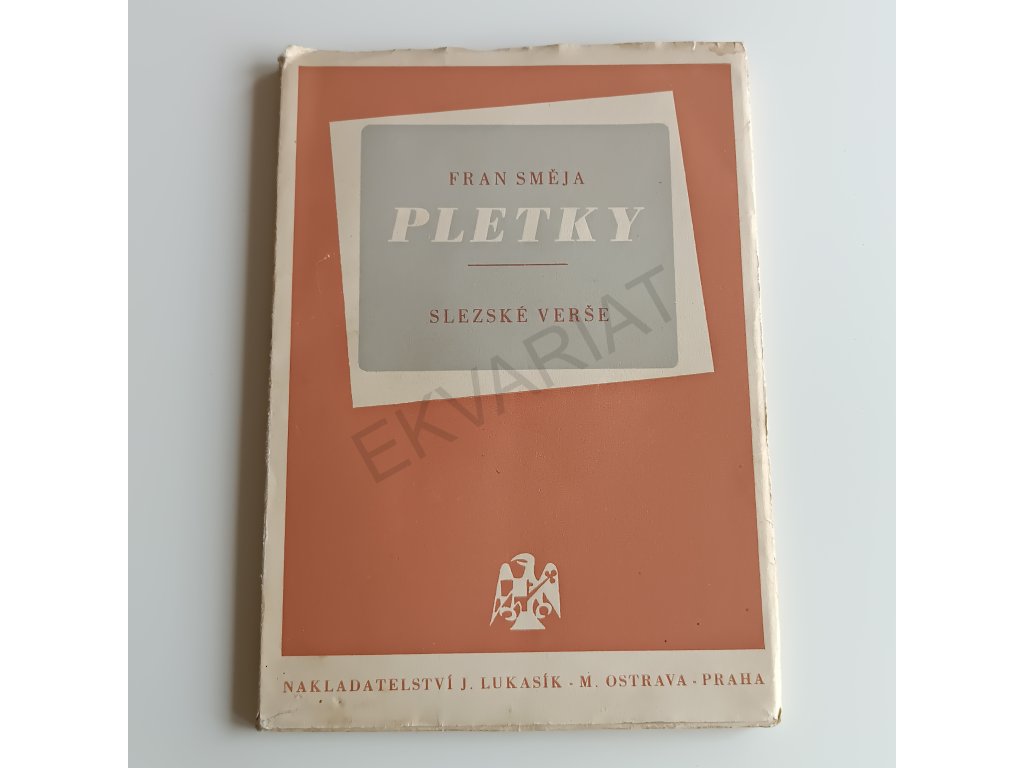 FRAN SMĚJA
PLETKY
SLEZSKÉ VERŠE
EKVARIAT
NAKLADATELSTVÍ J. LUKASÍK - M. OSTRAVA - PRAHA